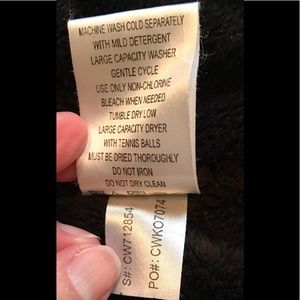 MACHINE WASH COLD SEPARATELY
WITH MILD DETERGENT
LARGE CAPACITY WASHER
GENTLE CYCLE
USE ONLY NON-CHLORINE
BLEACH WHEN NEEDED
TUMBLE DRY LOW
LARGE CAPACITY DRYER
WITH TENNIS BALLS
MUST BE DRIED THOROUGHLY
DO NOT IRON
DO NOT DRY CLEAN
S#: CW712854
PO#: CWKO7074